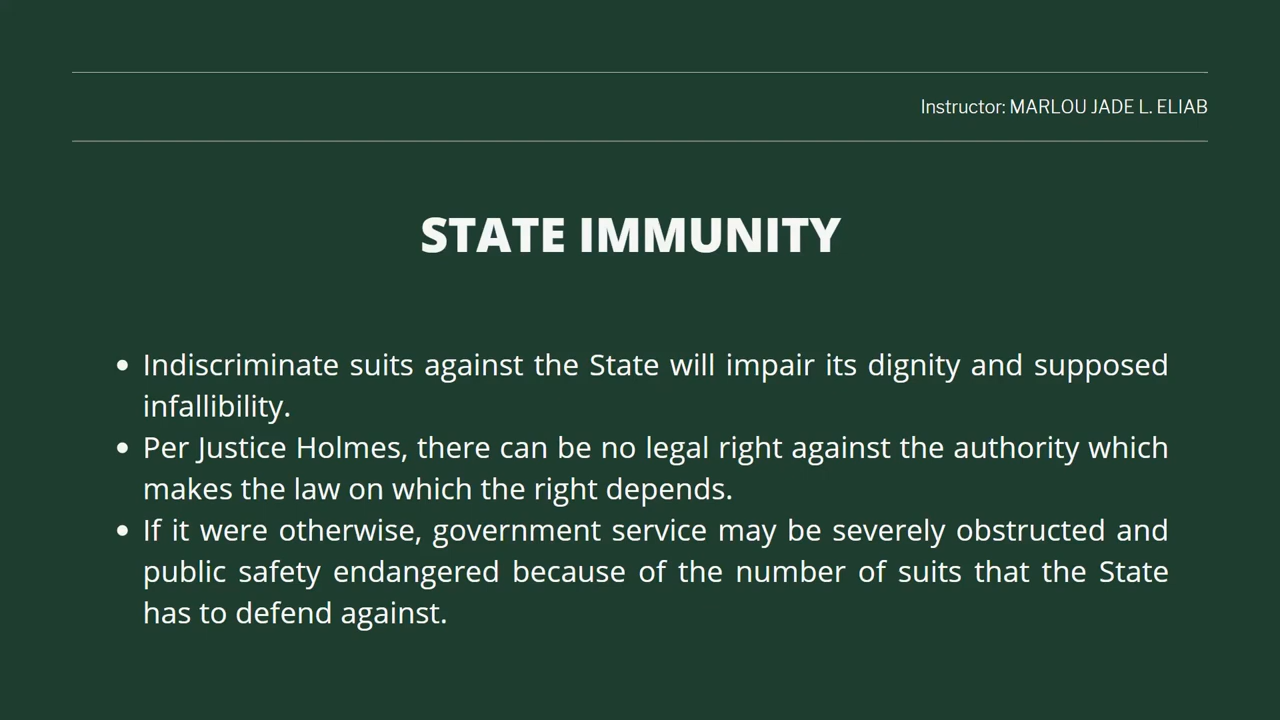 Instructor: MARLOU JADE L. ELIAB
STATE IMMUNITY
• Indiscriminate suits against the State will impair its dignity and supposed
infallibility.
• Per Justice Holmes, there can be no legal right against the authority which
makes the law on which the right depends.
• If it were otherwise, government service may be severely obstructed and
public safety endangered because of the number of suits that the State
has to defend against.